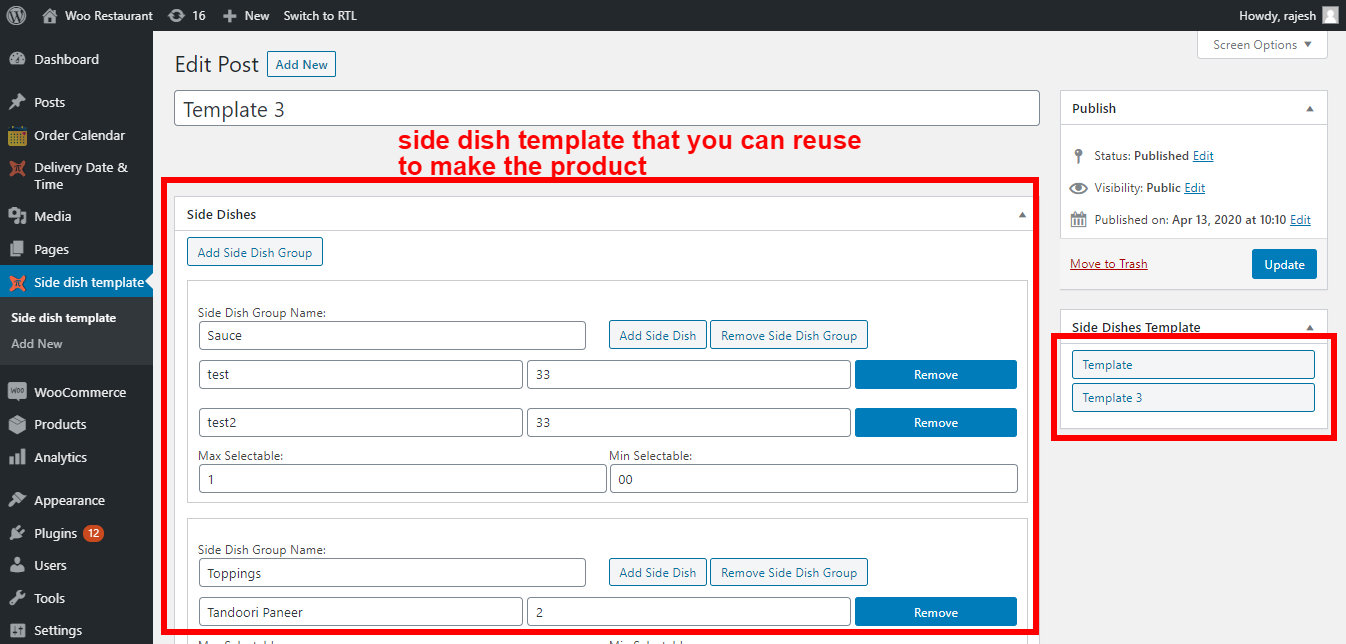 Woo Restaurant 16 New Switch to RTL Howdy, rajesh
Screen Options
Dashboard
Posts
Order Calendar
Delivery Date &
Time
Media
Pages
Side dish template
Side dish template
Add New
WooCommerce
Products
Analytics
Appearance
Plugins 12
Users
Tools
Settings
Edit Post Add New
Template 3
side dish template that you can reuse
to make the product
Side Dishes
Add Side Dish Group
Side Dish Group Name:
Sauce Add Side Dish Remove Side Dish Group
test 33 Remove
test2 33 Remove
Max Selectable: Min Selectable:
1 00
Side Dish Group Name:
Toppings Add Side Dish Remove Side Dish Group
Tandoori Paneer 2 Remove
Publish
Status: Published Edit
Visibility: Public Edit
Published on: Apr 13, 2020 at 10:10 Edit
Move to Trash Update
Side Dishes Template
Template
Template 3